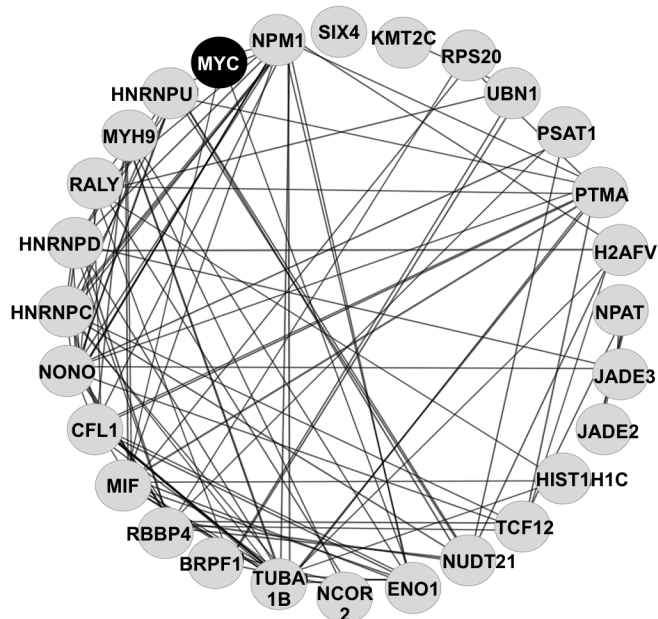 SIX4
KMT2C
RPS20
UBN1
PSAT1
PTMA
H2AFV
NPAT
JADE3
JADE2
HIST1H1C
TCF12
NUDT21
ENO1
NCOR
2
TUBA
1B
BRPF1
RBBP4
MIF
CFL1
NONO
HNRNPC
HNRNPD
RALY
MYH9
HNRNPU
MYC
NPM1